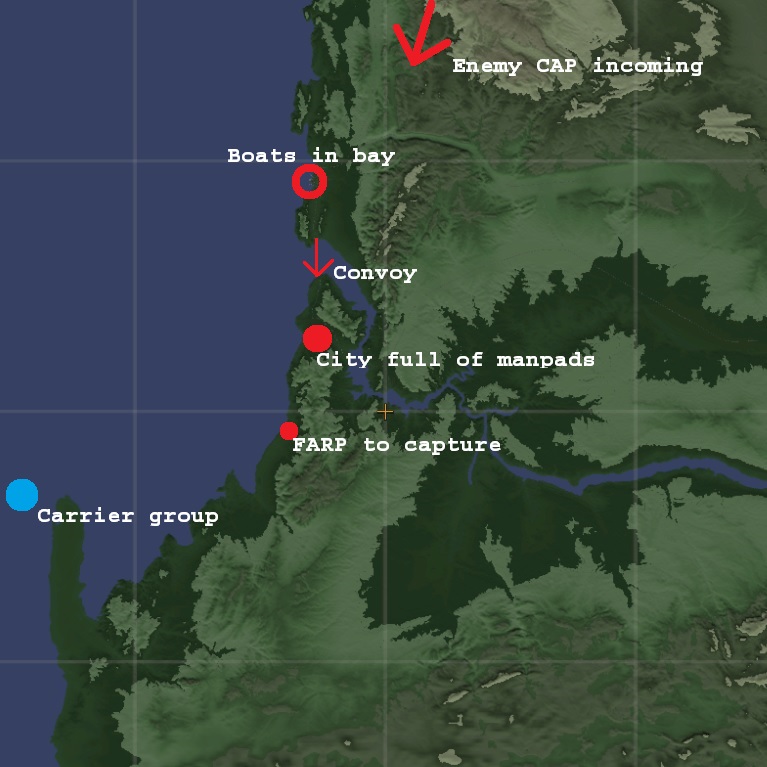 Enemy CAP incoming
Boats in bay
Convoy
City full of manpads
FARP to capture
Carrier group